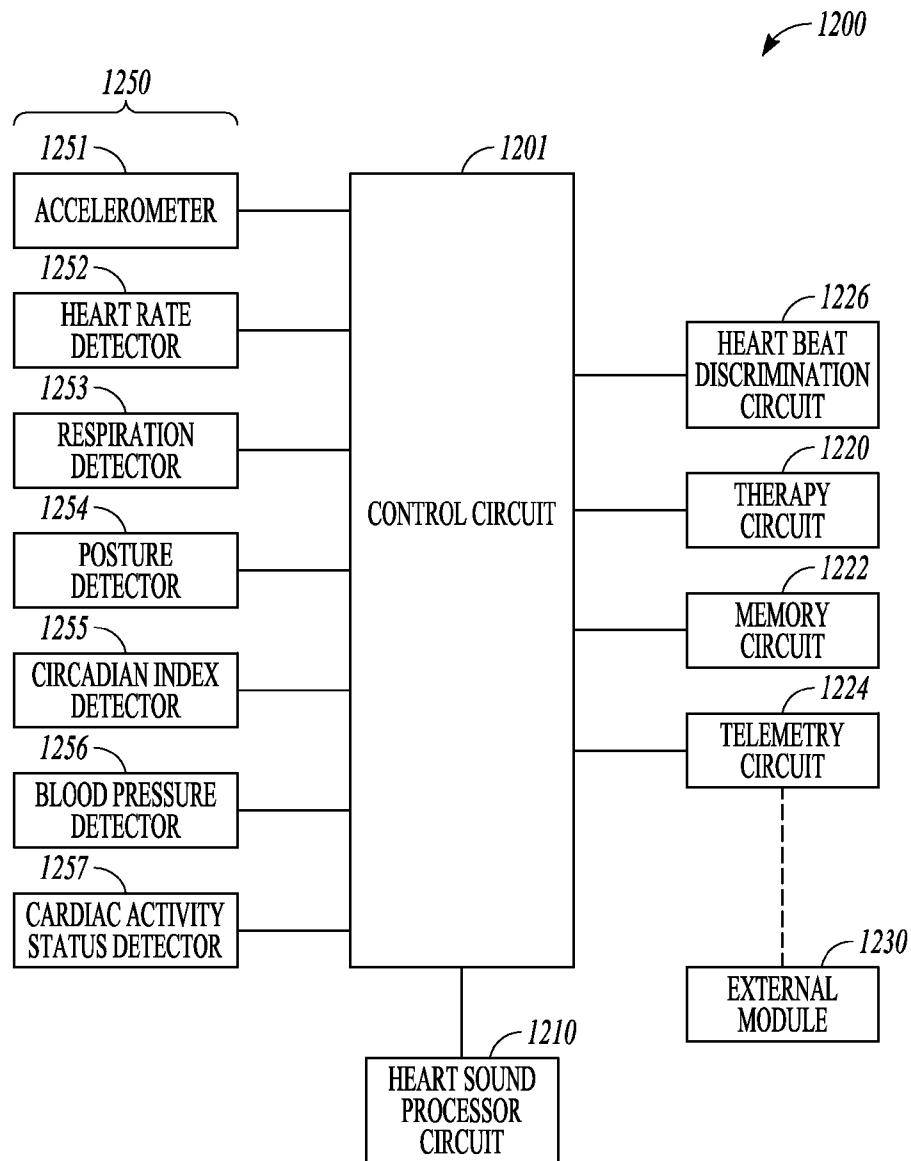 1200
1250
1251
ACCELEROMETER
1252
HEART RATE
DETECTOR
1253
RESPIRATION
DETECTOR
1254
POSTURE
DETECTOR
1255
CIRCADIAN INDEX
DETECTOR
1256
BLOOD PRESSURE
DETECTOR
1257
CARDIAC ACTIVITY
STATUS DETECTOR
1201
CONTROL CIRCUIT
1226
HEART BEAT
DISCRIMINATION
CIRCUIT
1220
THERAPY
CIRCUIT
1222
MEMORY
CIRCUIT
1224
TELEMETRY
CIRCUIT
1230
EXTERNAL
MODULE
1210
HEART SOUND
PROCESSOR
CIRCUIT